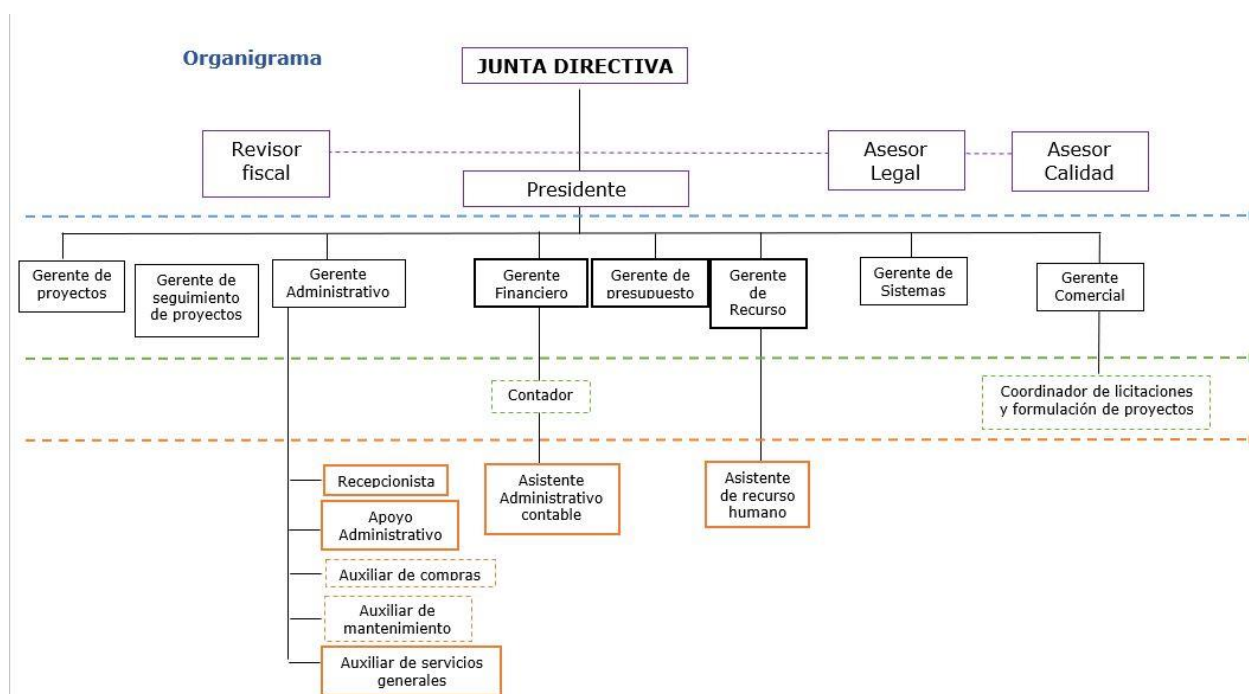 Organigrama
JUNTA DIRECTIVA
Revisor
fiscal
Asesor
Legal
Asesor
Calidad
Presidente
Gerente de
proyectos
Gerente de
seguimiento
de proyectos
Gerente
Administrativo
Gerente
Financiero
Gerente de
presupuesto
Gerente
de
Recurso
Gerente de
Sistemas
Gerente
Comercial
Contador
Coordinador de licitaciones
y formulación de proyectos
Recepcionista
Apoyo
Administrativo
Auxiliar de compras
Auxiliar de
mantenimiento
Auxiliar de servicios
generales
Asistente
Administrativo
contable
Asistente
de recurso
humano